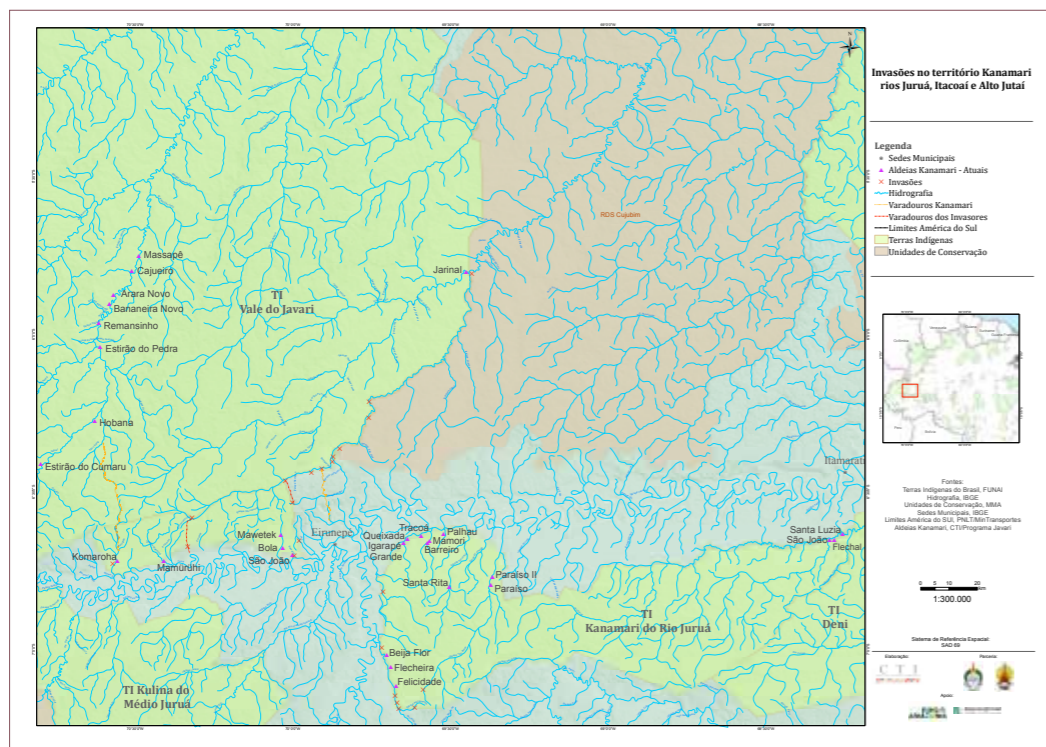 Invasões no território Kanamari
rios Juruá, Itacoaí e Alto Jutaí
Legenda
Sedes Municipais
Aldeias Kanamari - Atuais
Invasões
Hidrografia
Varadouros Kanamari
Varadouros dos Invasores
Limites América do Sul
Terras Indígenas
Unidades de Conservação
RDS Cujubim
Massapê
Cajueiro
Jarinal
Arara Novo
Bananeira Novo
TI
Vale do Javari
Remansinho
Estirão do Pedra
Hobana
Estirão do Cumaru
Itamarati
Eirunepé
Mawetek
Bola
São João
Komaroha
Mamuruhi
Tracoá
Palhau
Queixada
Mamori
Igarapé
Grande
Barreiro
Santa Luzia
São João
Flechal
Santa Rita
Paraíso II
Paraíso
TI
Kanamari do Rio Juruá
TI
Deni
Beija Flor
Flecheira
Felicidade
TI Kulina do
Médio Juruá
Fontes:
Terras Indígenas do Brasil, FUNAI
Hidrografia, IBGE
Unidades de Conservação, MMA
Sedes Municipais, IBGE
Limites América do SUl, PNLT/MinTransportes
Aldeias Kanamari, CTI/Programa Javari
0 5 10 20
1:300.000
Sistema de Referência Espacial:
SAD 69
Elaboração:
Parceria:
CTI
Apoio: